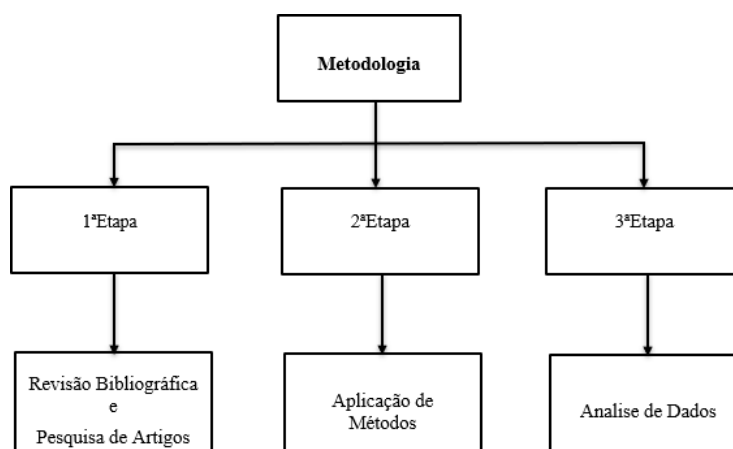 Metodologia
1ªEtapa
2ªEtapa
3ªEtapa
Revisão Bibliográfica
e
Pesquisa de Artigos
Aplicação de
Métodos
Analise de Dados